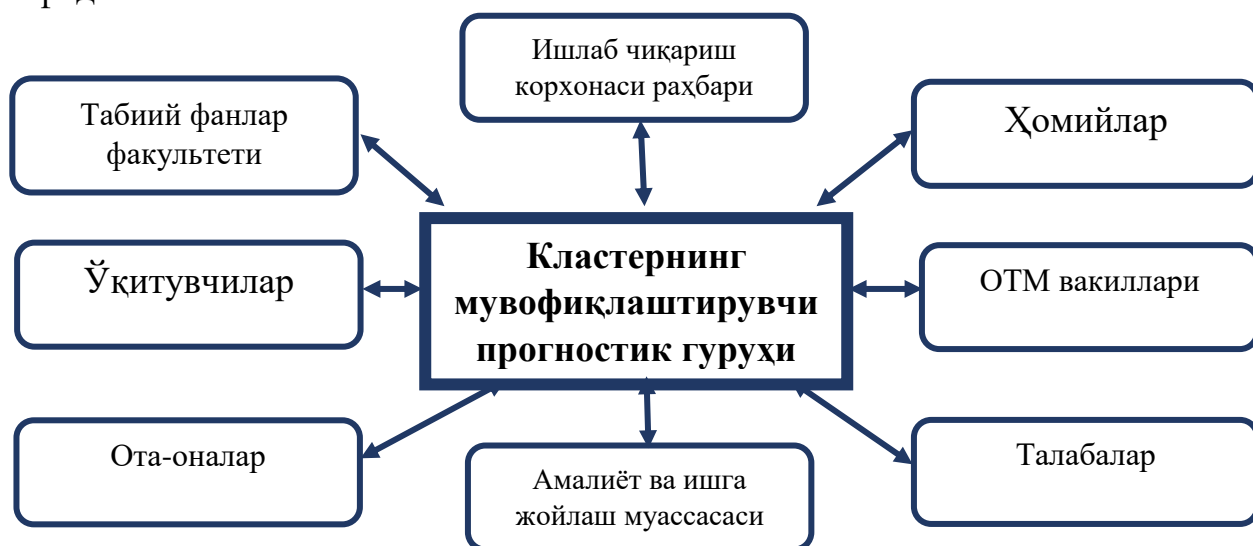 Ишлаб чиқариш
корхонаси раҳбари
Табиий фанлар
факультети
Ҳомийлар
Кластернинг
мувофиқлаштирувчи
прогностик гуруҳи
Ўқитувчилар
ОТМ вакиллари
Ота-оналар
Амалиёт ва ишга
жойлаш муассасаси
Талабалар